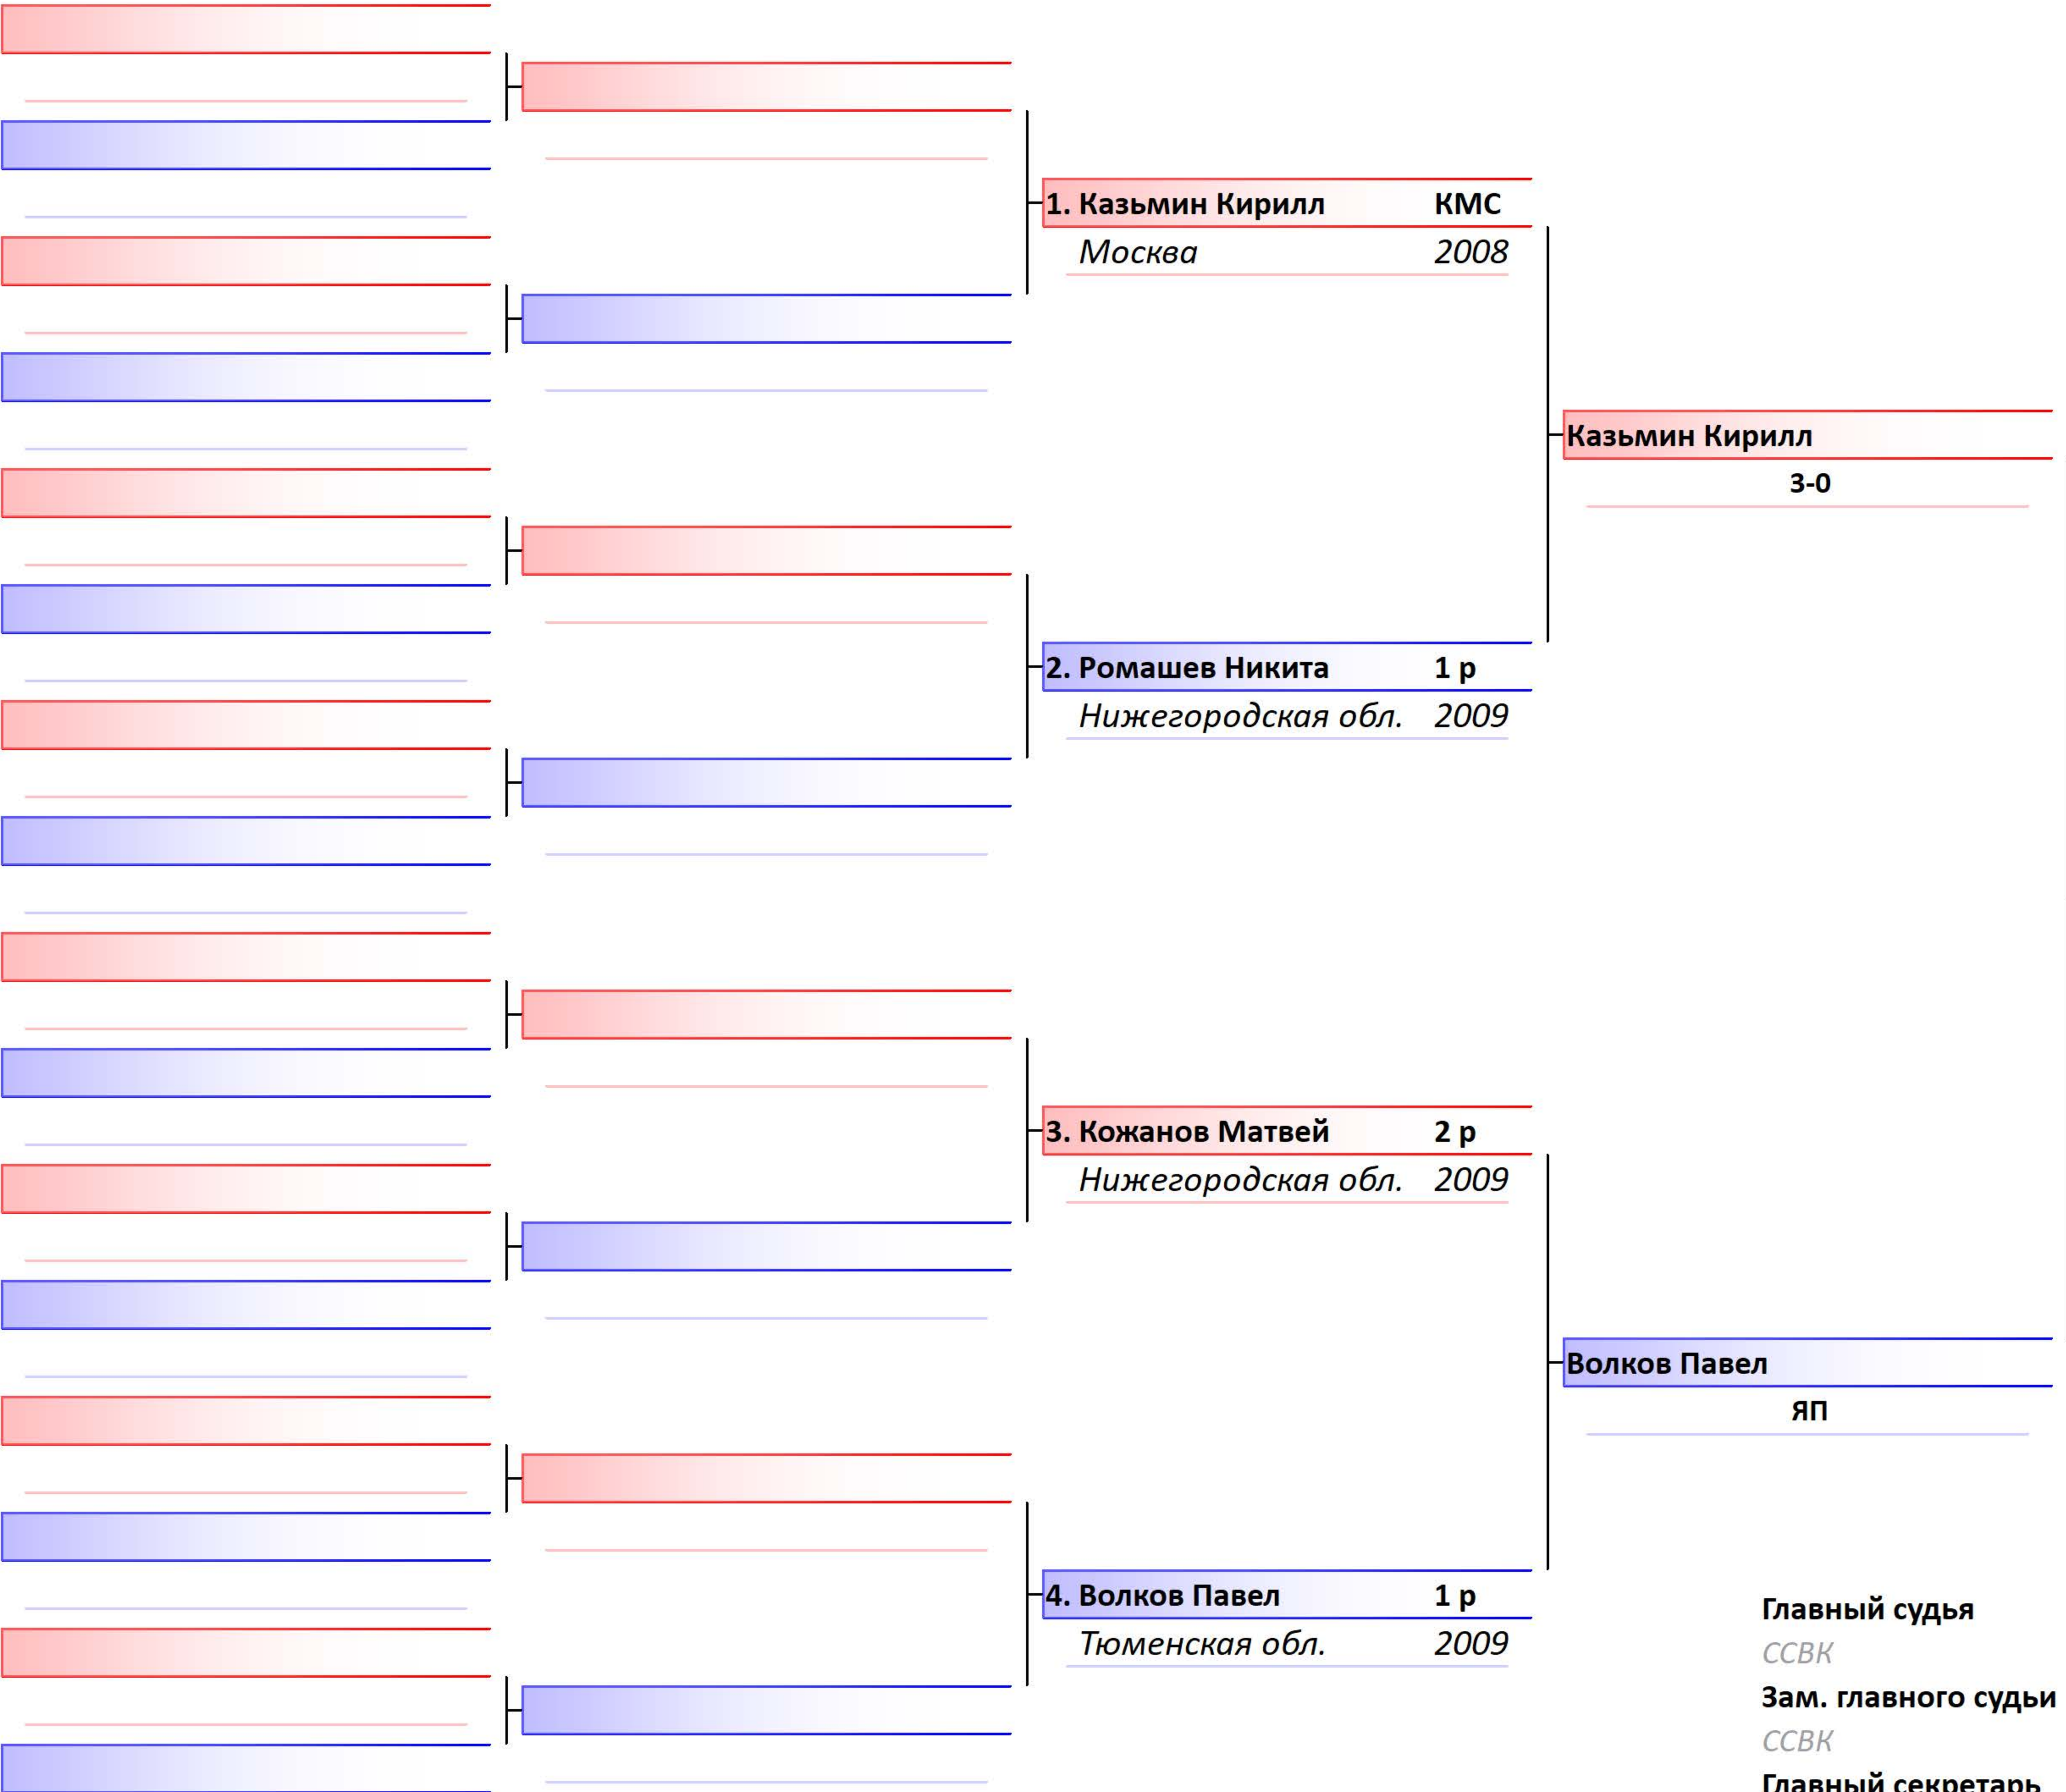 1. Казьмин Кирилл КМС
Москва 2008
Казьмин Кирилл
3-0
2. Ромашев Никита 1 р
Нижегородская обл. 2009
3. Кожанов Матвей 2 р
Нижегородская обл. 2009
Волков Павел
ЯП
4. Волков Павел 1 р
Тюменская обл. 2009
Главный судья
ССВК
Зам. главного судьи
ССВК
Главный секретарь